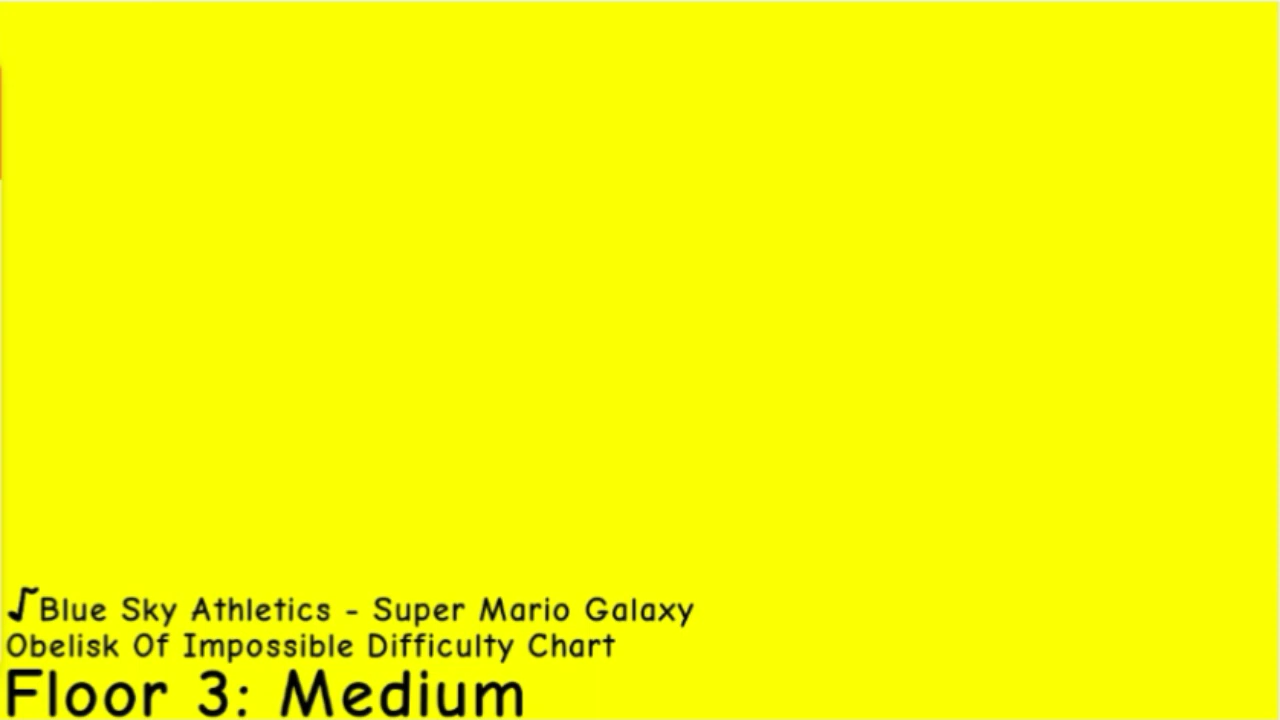 ♪Blue Sky Athletics - Super Mario Galaxy
Obelisk Of Impossible Difficulty Chart
Floor 3: Medium